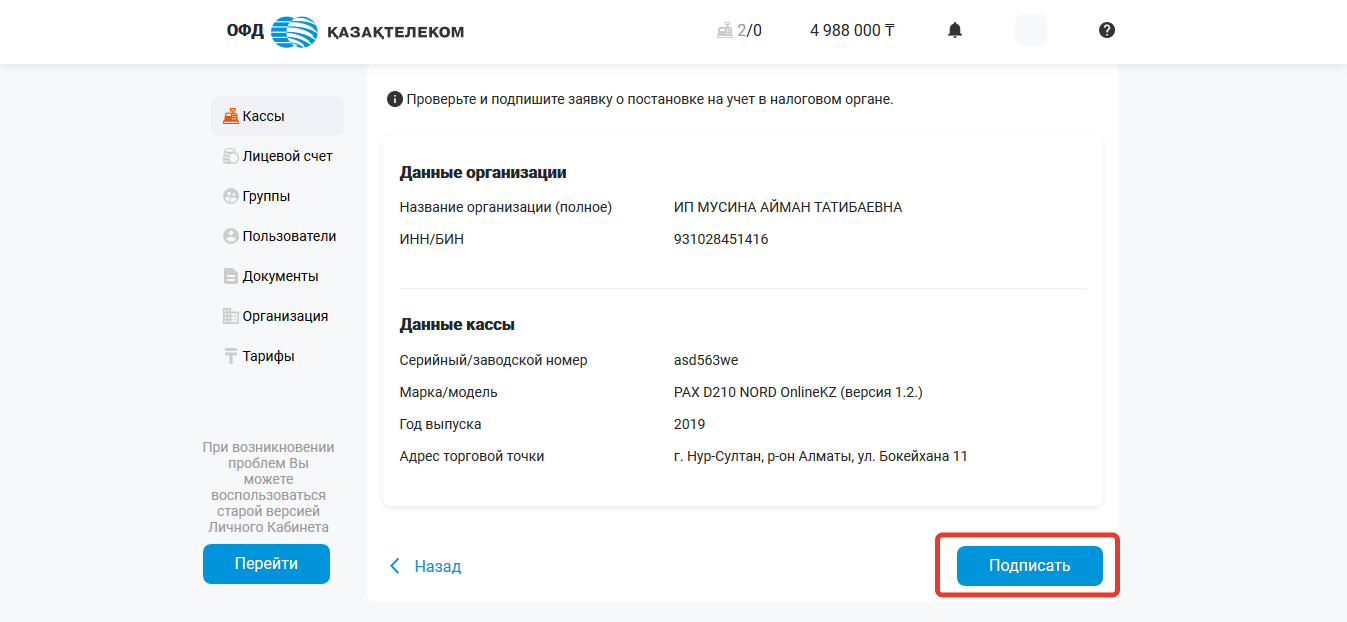 ОФД ҚАЗАҚТЕЛЕКОМ 2/0 4 988 000 ₸
Проверьте и подпишите заявку о постановке на учет в налоговом органе.
Кассы
Лицевой счет
Группы
Пользователи
Документы
Организация
Тарифы
При возникновении
проблем Вы
можете
воспользоваться
старой версией
Личного Кабинета
Перейти
Данные организации
Название организации (полное) ИП МУСИНА АЙМАН ТАТИБАЕВНА
ИНН/БИН 931028451416
Данные кассы
Серийный/заводской номер asd563we
Марка/модель PAX D210 NORD OnlineKZ (версия 1.2.)
Год выпуска 2019
Адрес торговой точки г. Нур-Султан, р-он Алматы, ул. Бокейхана 11
Назад Подписать